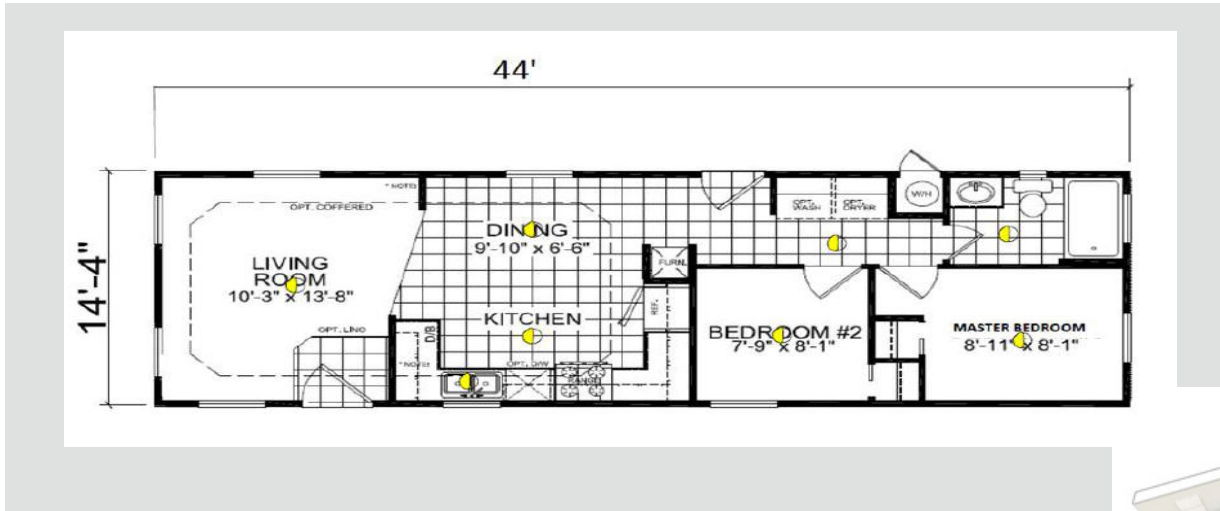 44'
14'-4"
* NOTE:
OPT. COFFERED
LIVING
ROOM
10'-3" x 13'-8"
OPT. LINO
DINING
9'-10" x 6'-6"
KITCHEN
D/B
* NOTE:
OPT. D/W
RANGE
REF.
FURN.
OPT.
WASH
OPT.
DRYER
W/H
BEDROOM #2
7'-9" x 8'-1"
MASTER BEDROOM
8'-11" x 8'-1"